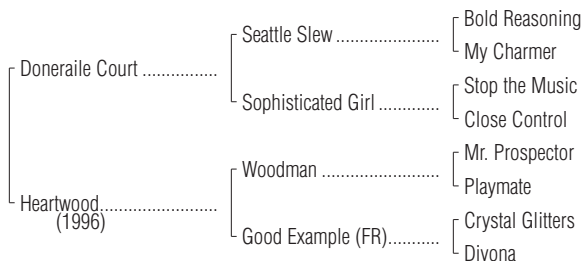 Bold Reasoning
Seattle Slew ....................
My Charmer
Doneraile Court ...............
Stop the Music
Sophisticated Girl ............
Close Control
Mr. Prospector
Woodman .......................
Playmate
Heartwood........................
(1996)
Crystal Glitters
Good Example (FR)...........
Divona